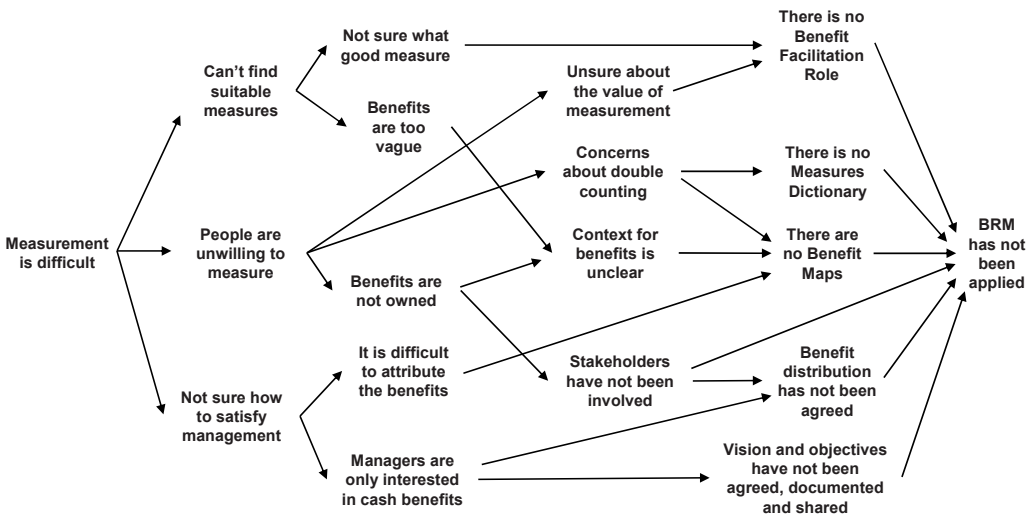 There is no
Benefit
Facilitation
Role
Not sure what
good measure
Can't find
suitable
measures
Unsure about
the value of
measurement
Benefits
are too
vague
Concerns
about double
counting
There is no
Measures
Dictionary
Measurement
is difficult
People are
unwilling to
measure
Context for
benefits is
unclear
There are
no Benefit
Maps
BRM
has not
been
applied
Benefits are
not owned
It is difficult
to attribute
the benefits
Stakeholders
have not been
involved
Benefit
distribution
has not been
agreed
Not sure how
to satisfy
management
Managers are
only interested
in cash benefits
Vision and objectives
have not been
agreed, documented
and shared